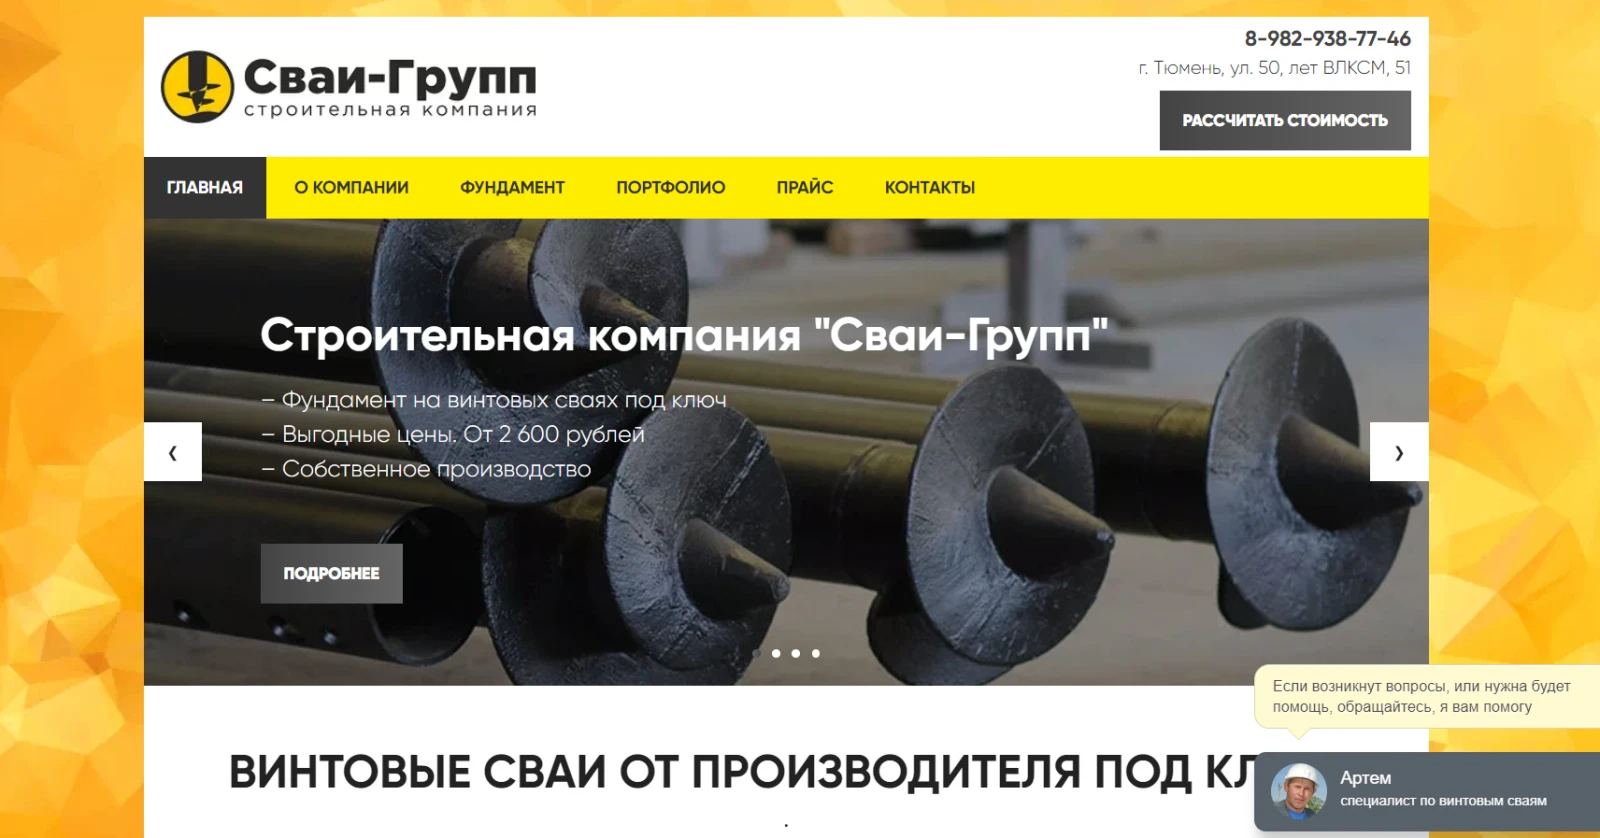 Сваи-Групп
строительная компания
8-982-938-77-46
г. Тюмень, ул. 50, лет ВЛКСМ, 51
РАССЧИТАТЬ СТОИМОСТЬ
ГЛАВНАЯ О КОМПАНИИ ФУНДАМЕНТ ПОРТФОЛИО ПРАЙС КОНТАКТЫ
Строительная компания "Сваи-Групп"
– Фундамент на винтовых сваях под ключ
– Выгодные цены. От 2 600 рублей
– Собственное производство
ПОДРОБНЕЕ
Если возникнут вопросы, или нужна будет
помощь, обращайтесь, я вам помогу
ВИНТОВЫЕ СВАИ ОТ ПРОИЗВОДИТЕЛЯ ПОД
Артем
специалист по винтовым сваям